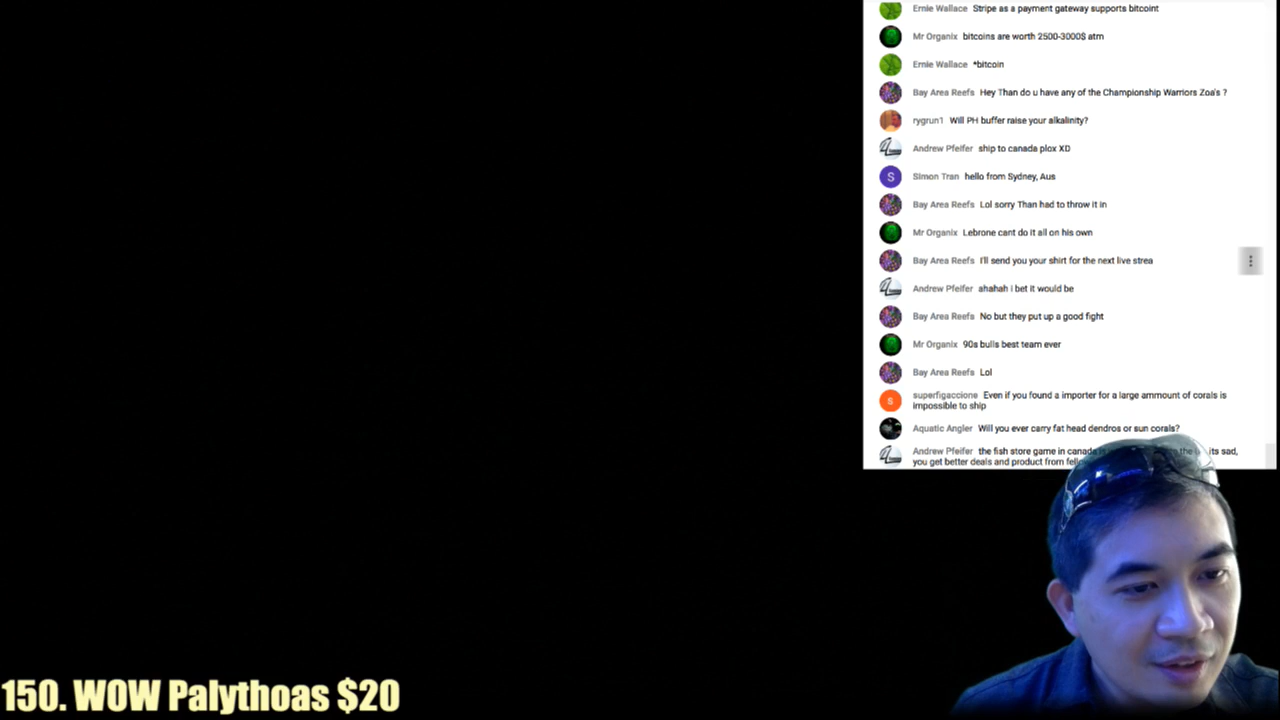 Ernie Wallace Stripe as a payment gateway supports bitcoint
Mr Organix bitcoins are worth 2500-3000$ atm
Ernie Wallace *bitcoin
Bay Area Reefs Hey Than do u have any of the Championship Warriors Zoa's ?
rygrun1 Will PH buffer raise your alkalinity?
Andrew Pfeifer ship to canada plox XD
S
Simon Tran hello from Sydney, Aus
Bay Area Reefs Lol sorry Than had to throw it in
Mr Organix Lebrone cant do it all on his own
Bay Area Reefs I'll send you your shirt for the next live strea
Andrew Pfeifer ahahah i bet it would be
Bay Area Reefs No but they put up a good fight
Mr Organix 90s bulls best team ever
Bay Area Reefs Lol
s
superfigaccione Even if you found a importer for a large ammount of corals is
impossible to ship
Aquatic Angler Will you ever carry fat head dendros or sun corals?
Andrew Pfeifer the fish store game in canada its sad,
you get better deals and product from
150. WOW Palythoas $20